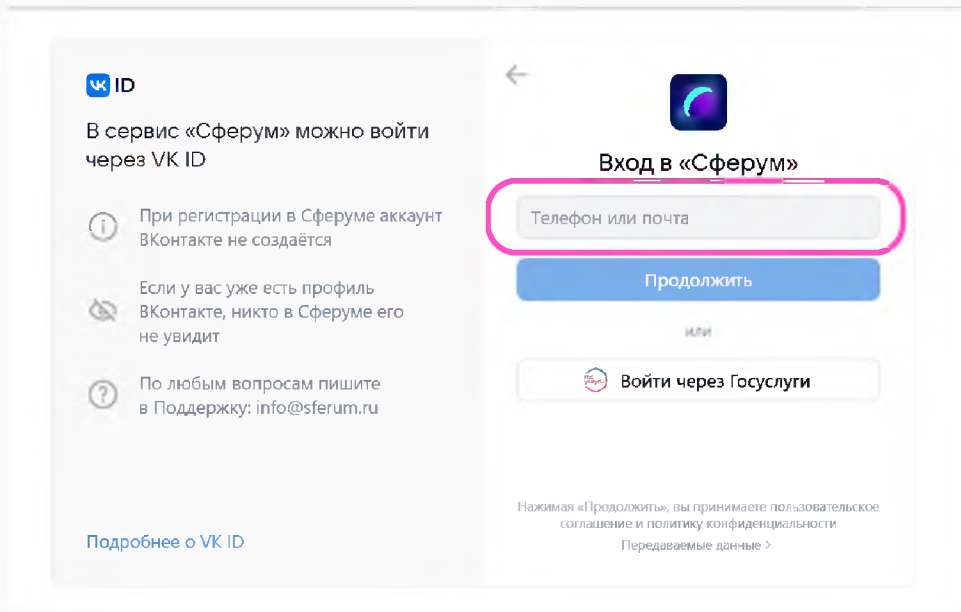 VK ID
В сервис «Сферум» можно войти
через VK ID
При регистрации в Сферуме аккаунт
ВКонтакте не создаётся
Если у вас уже есть профиль
ВКонтакте, никто в Сферуме его
не увидит
По любым вопросам пишите
в Поддержку: info@sferum.ru
Подробнее о VK ID
Вход в «Сферум»
Телефон или почта
Продолжить
или
госуслуги
Войти через Госуслуги
Нажимая «Продолжить», вы принимаете пользовательское
соглашение и политику конфиденциальности
Передаваемые данные >